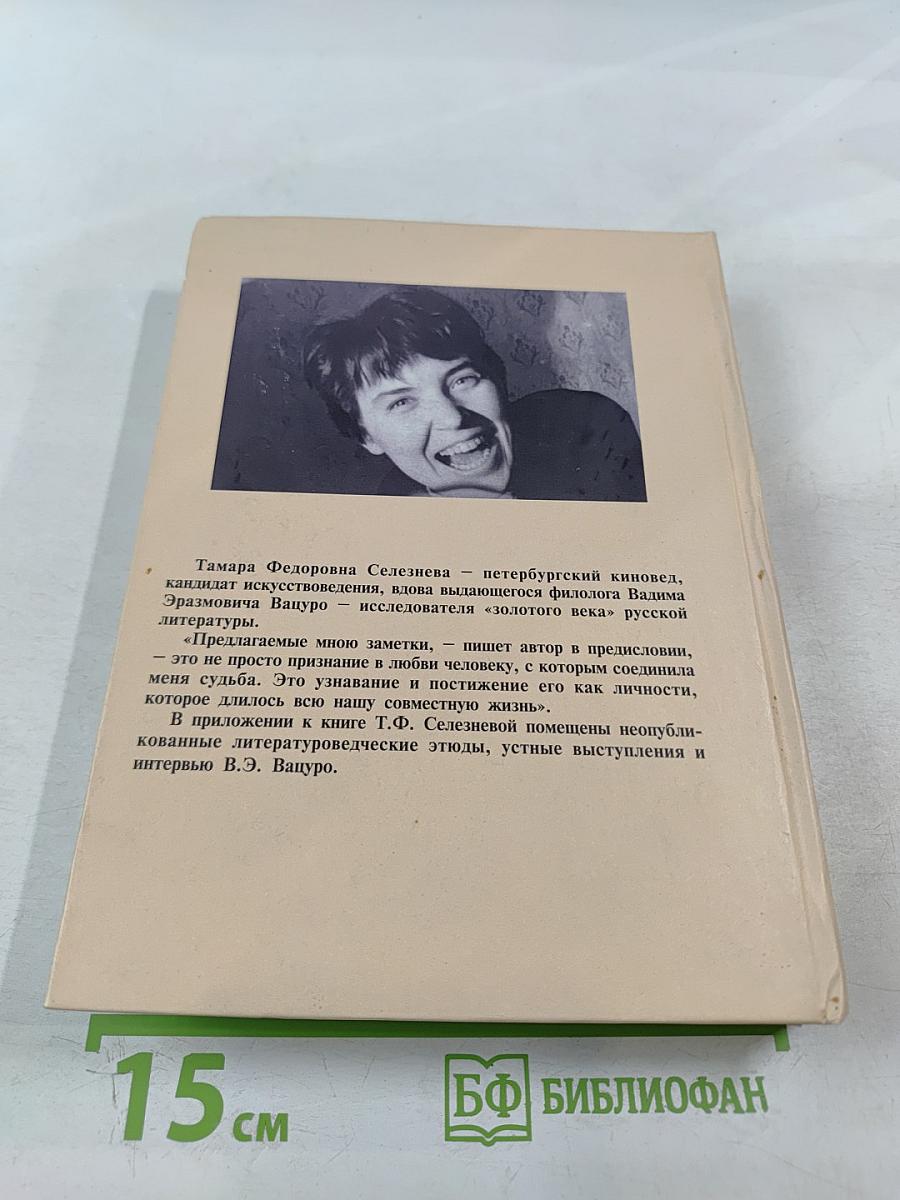 Тамара Федоровна Селезнева — петербургский киновед,
кандидат искусствоведения, вдова выдающегося филолога Вадима
Эразмовича Вацуро — исследователя «золотого века» русской
литературы.
«Предлагаемые мною заметки, — пишет автор в предисловии,
— это не просто признание в любви человеку, с которым соединила
меня судьба. Это узнавание и постижение его как личности,
которое длилось всю нашу совместную жизнь».
В приложении к книге Т.Ф. Селезневой помещены неопубли-
кованные литературоведческие этюды, устные выступления и
интервью В.Э. Вацуро.
15 см
БФ БИБЛИОФАН